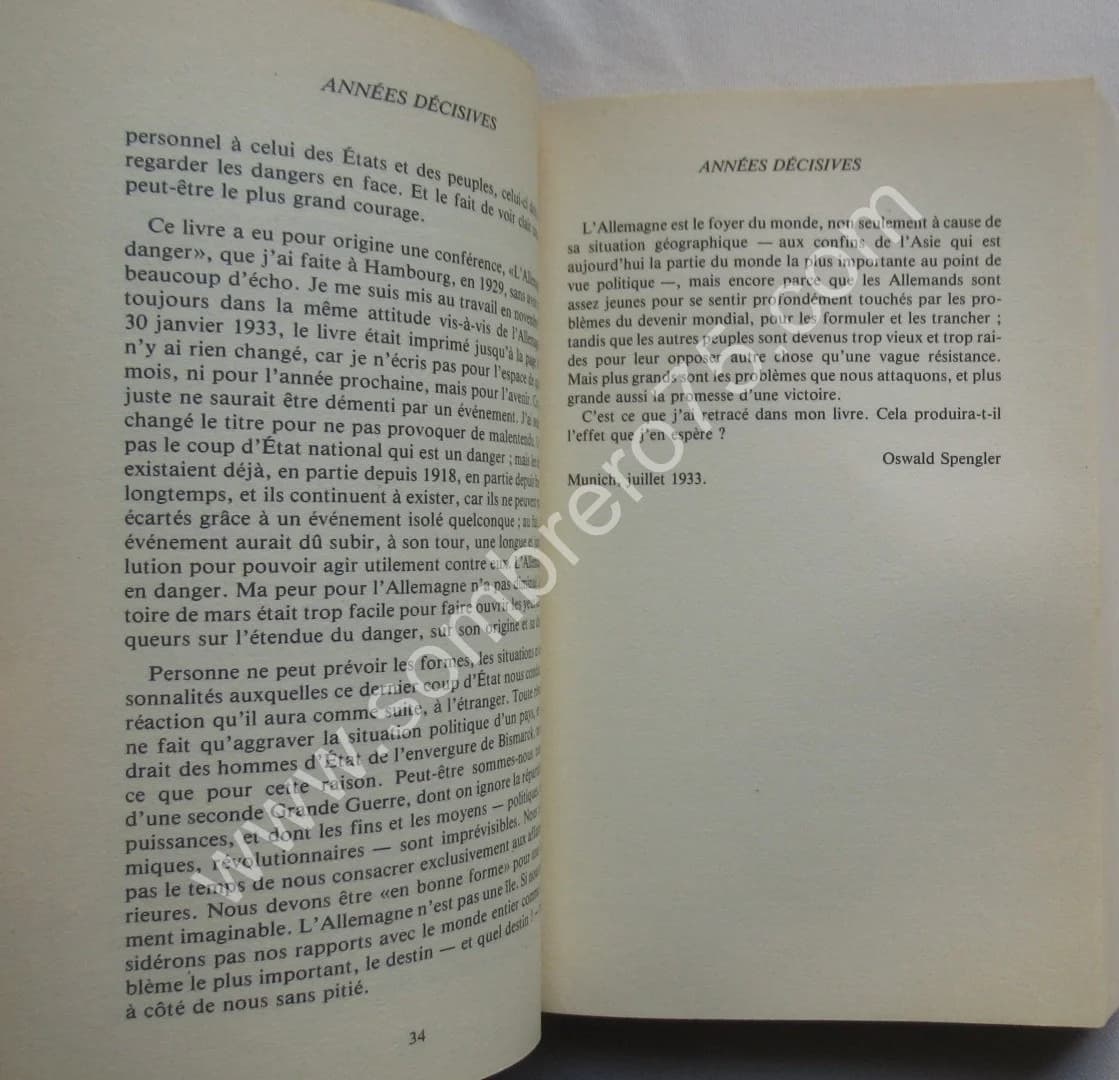 ANNÉES DÉCISIVES
personnel à celui des États et des peuples, celui-ci
regarder les dangers en face. Et le fait de voir clair
peut-être le plus grand courage.
Ce livre a eu pour origine une conférence,
danger», que j'ai faite à Hambourg, en 1929, sans
beaucoup d'écho. Je me suis mis au travail en
toujours dans la même attitude vis-à-vis de
30 janvier 1933, le livre était imprimé jusqu'à la page
n'y ai rien changé, car je n'écris pas pour l'espace de
mois, ni pour l'année prochaine, mais pour l'avenir.
juste ne saurait être démenti par un événement. J'ai
changé le titre pour ne pas provoquer de malentendu.
pas le coup d'État national qui est un danger ; mais
existaient déjà, en partie depuis 1918, en partie depuis
longtemps, et ils continuent à exister, car ils ne peuvent
écartés grâce à un événement isolé quelconque ; au
événement aurait dû subir, à son tour, une longue et
lution pour pouvoir agir utilement contre eux.
en danger. Ma peur pour l'Allemagne n'a pas
toire de mars était trop facile pour faire ouvrir les
queurs sur l'étendue du danger, sur son origine et sa
Personne ne peut prévoir les formes, les situations
sonnalités auxquelles ce dernier coup d'État nous
réaction qu'il aura comme suite, à l'étranger. Toute
ne fait qu'aggraver la situation politique d'un pays,
drait des hommes d'État de l'envergure de Bismarck,
ce que pour cette raison. Peut-être sommes-nous
d'une seconde Grande Guerre, dont on ignore la
puissances, et dont les fins et les moyens — politiques,
miques, révolutionnaires — sont imprévisibles. Nous
pas le temps de nous consacrer exclusivement aux
rieures. Nous devons être «en bonne forme» pour
ment imaginable. L'Allemagne n'est pas une île. Si nous
sidérons pas nos rapports avec le monde entier comme
blème le plus important, le destin — et quel destin !
à côté de nous sans pitié.
34
ANNÉES DÉCISIVES
L'Allemagne est le foyer du monde, non seulement à cause de
sa situation géographique — aux confins de l'Asie qui est
aujourd'hui la partie du monde la plus importante au point de
vue politique —, mais encore parce que les Allemands sont
assez jeunes pour se sentir profondément touchés par les pro-
blèmes du devenir mondial, pour les formuler et les trancher ;
tandis que les autres peuples sont devenus trop vieux et trop rai-
des pour leur opposer autre chose qu'une vague résistance.
Mais plus grands sont les problèmes que nous attaquons, et plus
grande aussi la promesse d'une victoire.
C'est ce que j'ai retracé dans mon livre. Cela produira-t-il
l'effet que j'en espère ?
Oswald Spengler
Munich, juillet 1933.
www.sombrero75.com